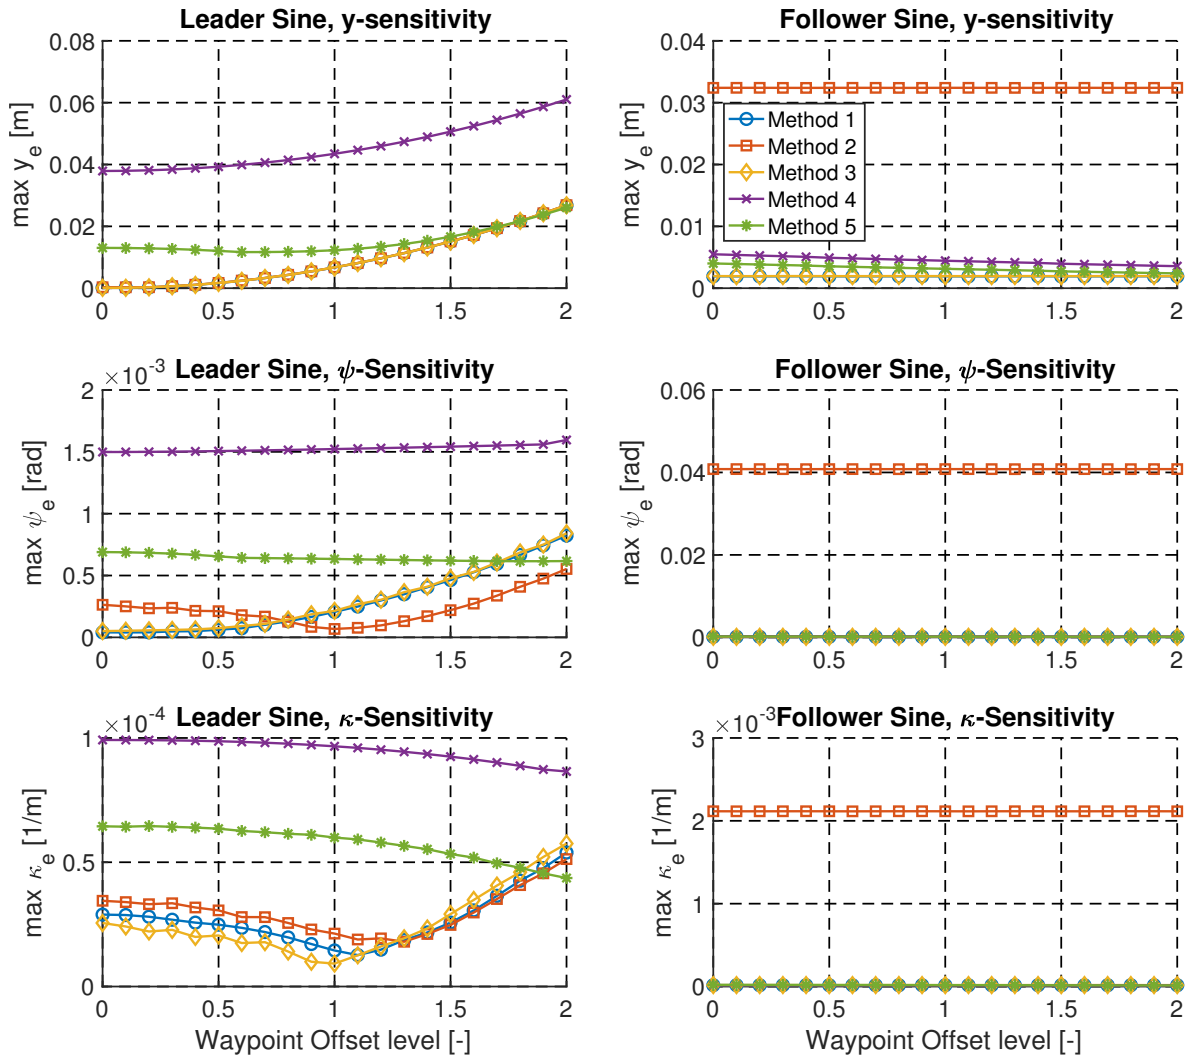 Leader Sine, y-sensitivity
0.08
0.06
0.04
0.02
0
max y_e [m]
0 0.5 1 1.5 2
Follower Sine, y-sensitivity
0.04
0.03
0.02
0.01
0
max y_e [m]
Method 1
Method 2
Method 3
Method 4
Method 5
0 0.5 1 1.5 2
×10^-3
Leader Sine, ψ-Sensitivity
2
1.5
1
0.5
0
max ψ_e [rad]
0 0.5 1 1.5 2
Follower Sine, ψ-Sensitivity
0.06
0.04
0.02
0
max ψ_e [rad]
0 0.5 1 1.5 2
×10^-4
Leader Sine, κ-Sensitivity
1
0.5
0
max κ_e [1/m]
0 0.5 1 1.5 2
Waypoint Offset level [-]
×10^-3
Follower Sine, κ-Sensitivity
3
2
1
0
max κ_e [1/m]
0 0.5 1 1.5 2
Waypoint Offset level [-]